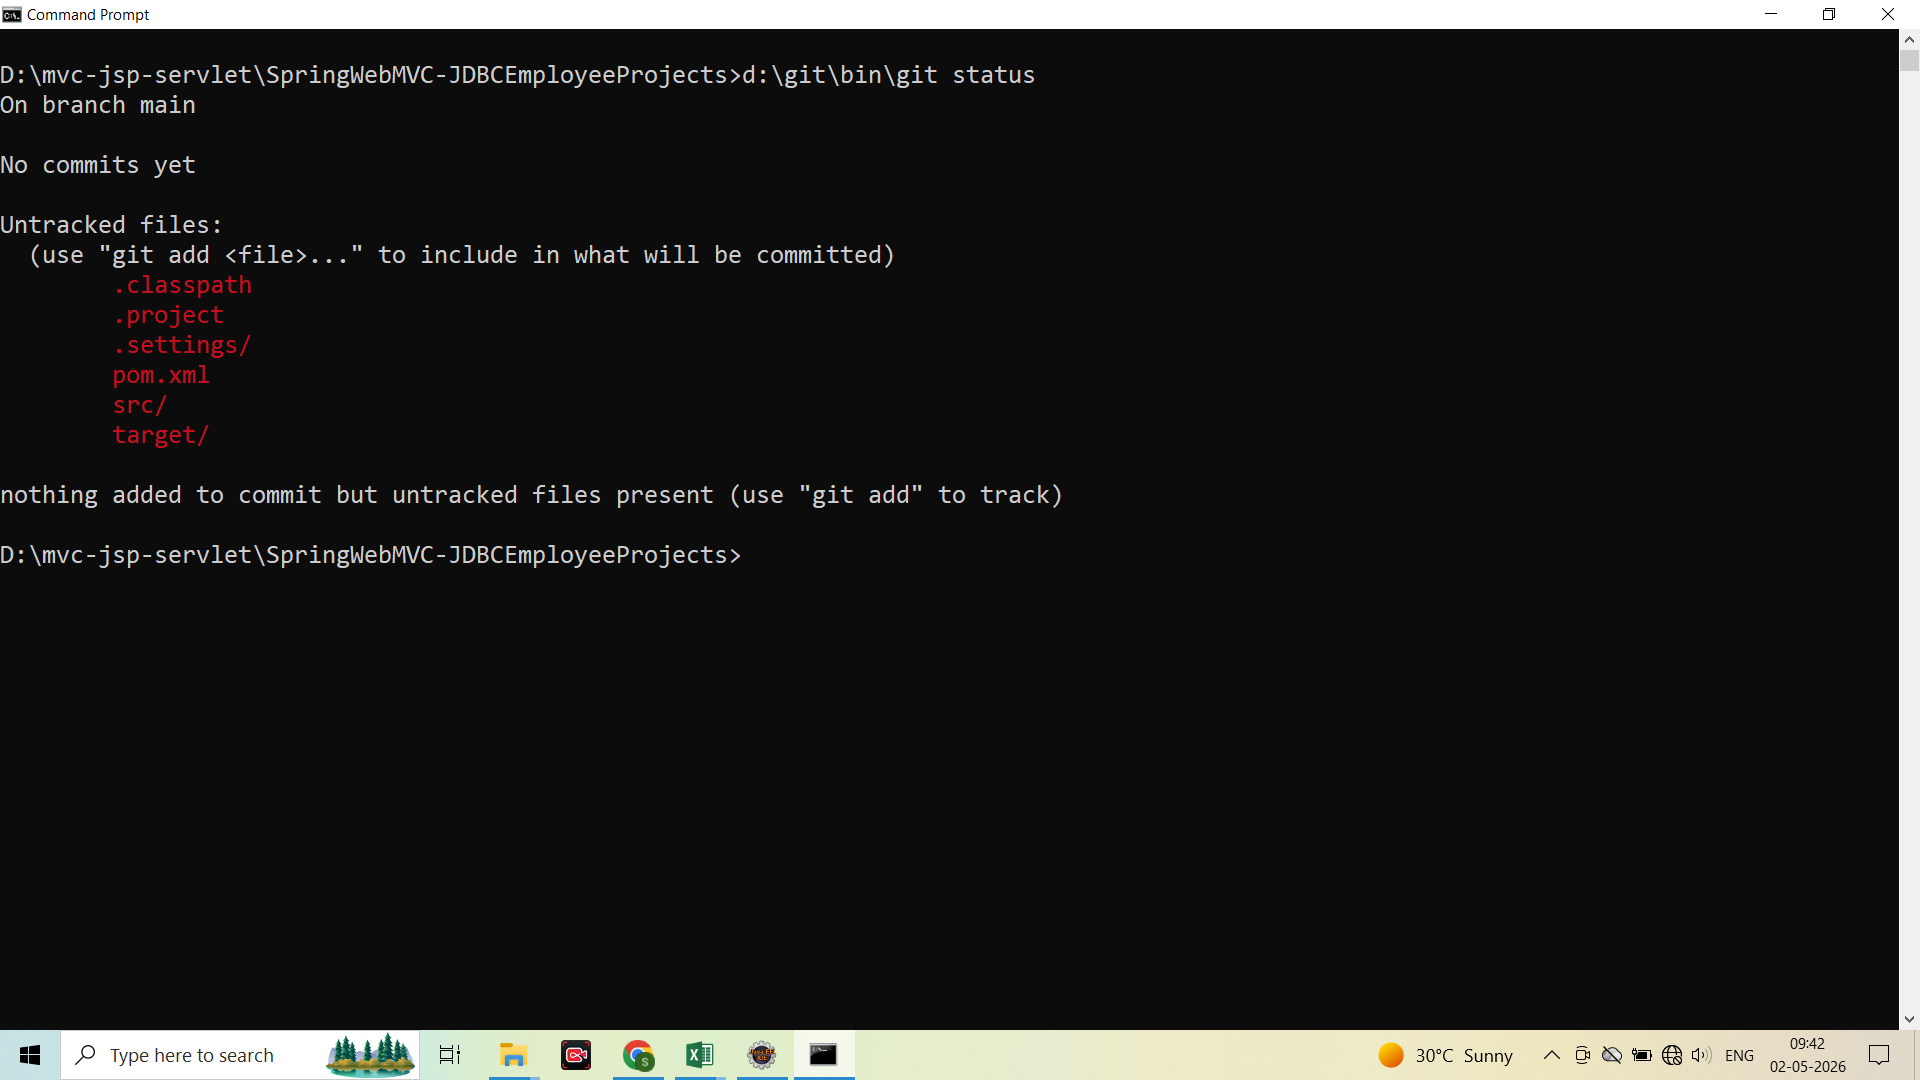 Command Prompt
D:\mvc-jsp-servlet\SpringWebMVC-JDBCEmployeeProjects>d:\git\bin\git status
On branch main
No commits yet
Untracked files:
(use "git add <file>..." to include in what will be committed)
.classpath
.project
.settings/
pom.xml
src/
target/
nothing added to commit but untracked files present (use "git add" to track)
D:\mvc-jsp-servlet\SpringWebMVC-JDBCEmployeeProjects>
Type here to search
30°C Sunny
ENG
09:42
02-05-2026